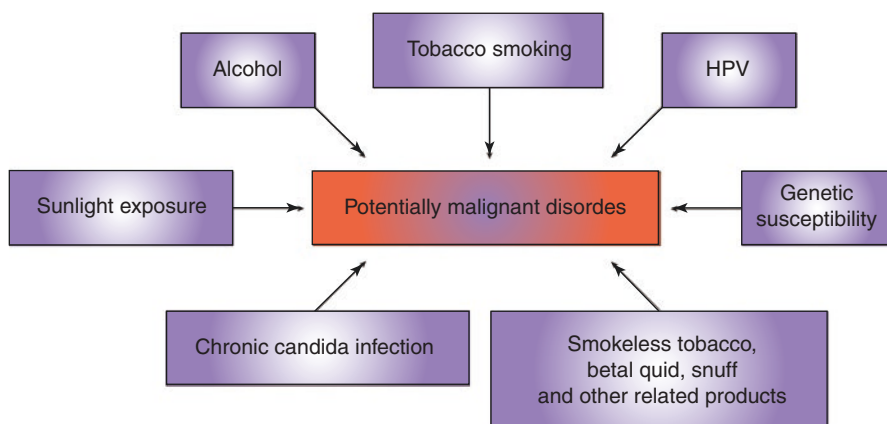 Tobacco smoking
Alcohol
HPV
Sunlight exposure
Potentially malignant disordes
Genetic
susceptibility
Chronic candida infection
Smokeless tobacco,
betal quid, snuff
and other related products